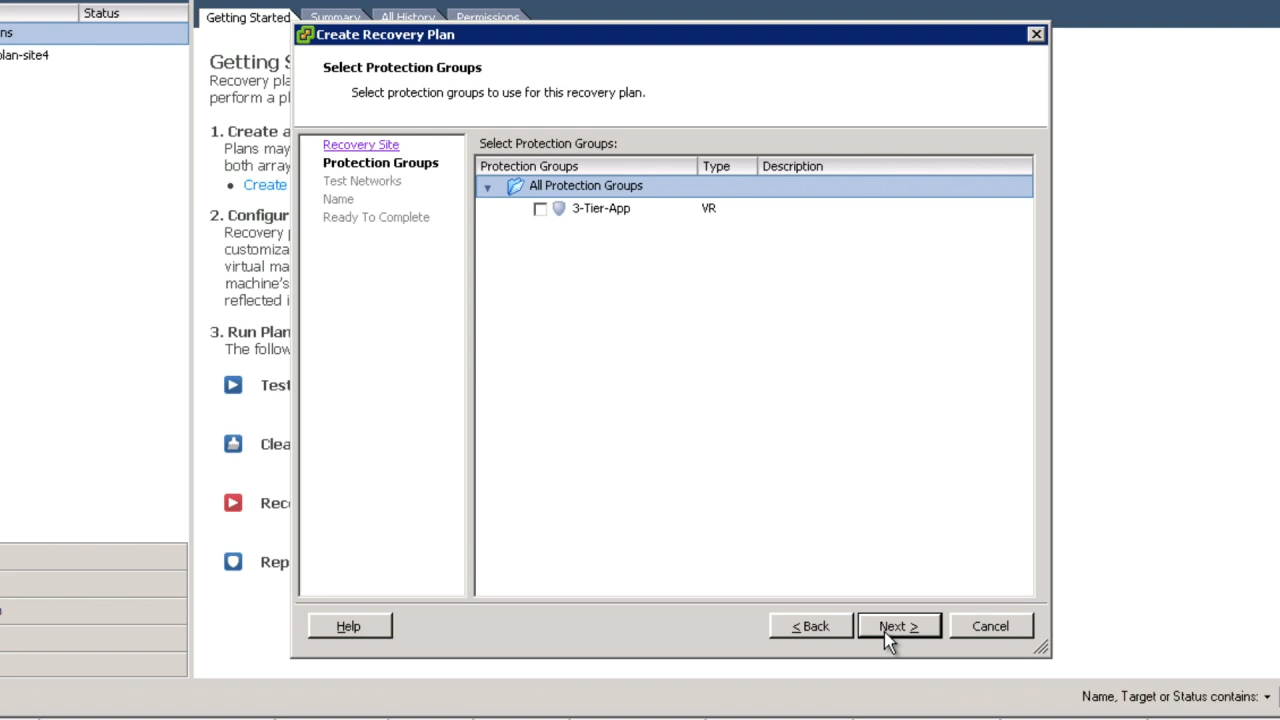 Status
ns
plan-site4
Getting Started
Summary
All History
Permissions
Getting S
Recovery pla
perform a pl
1. Create a
Plans may
both array
Create
2. Configur
Recovery p
customiza
virtual ma
machine's
reflected i
3. Run Plan
The follow
Test
Clea
Reco
Rep
Create Recovery Plan
Select Protection Groups
Select protection groups to use for this recovery plan.
Recovery Site
Protection Groups
Test Networks
Name
Ready To Complete
Select Protection Groups:
Protection Groups Type Description
All Protection Groups
3-Tier-App VR
Help
< Back
Next >
Cancel
Name, Target or Status contains: